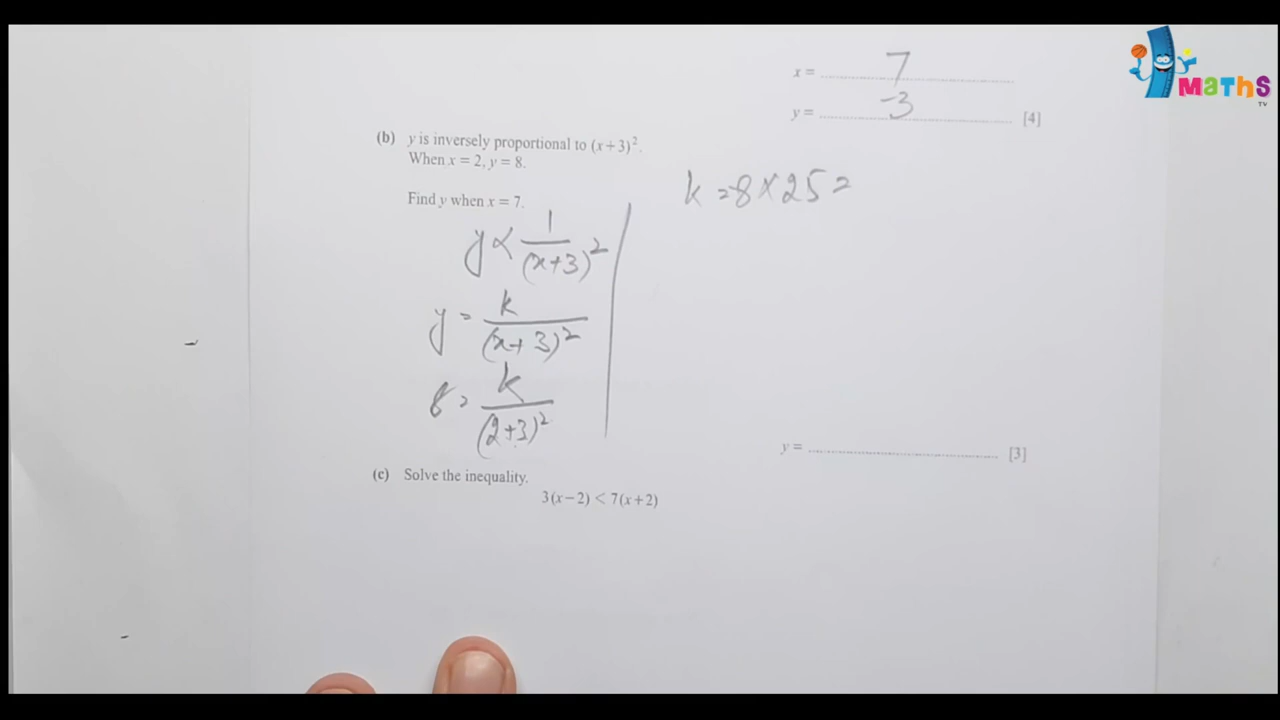 x = 7
y = -3 [4]
MATHS TV
(b) y is inversely proportional to (x+3)².
When x = 2, y = 8.
Find y when x = 7.
k = 8 × 25 =
y ∝ 1/(x+3)²
y = k/(x+3)²
8 = k/(2+3)²
y = [3]
(c) Solve the inequality.
3(x−2) < 7(x+2)